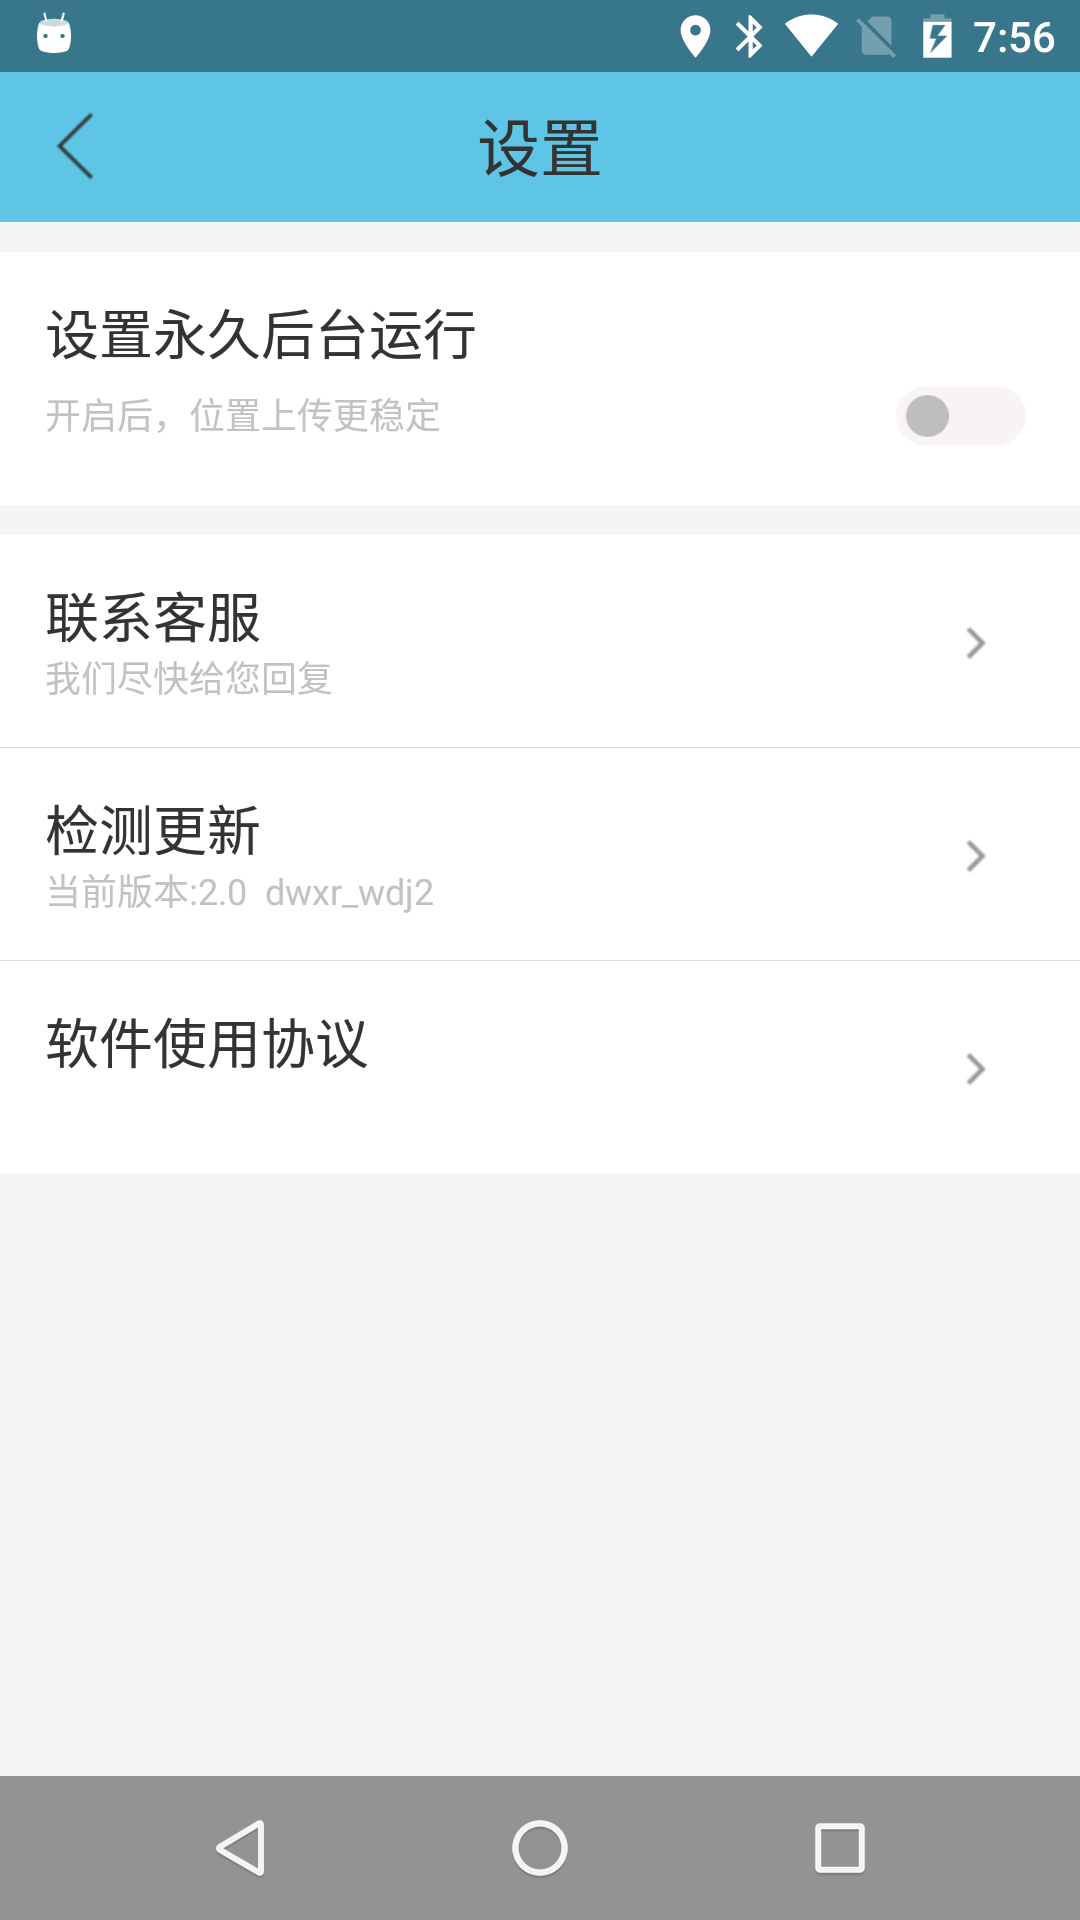 7:56
设置
设置永久后台运行
开启后，位置上传更稳定
联系客服
我们尽快给您回复
检测更新
当前版本:2.0  dwxr_wdj2
软件使用协议